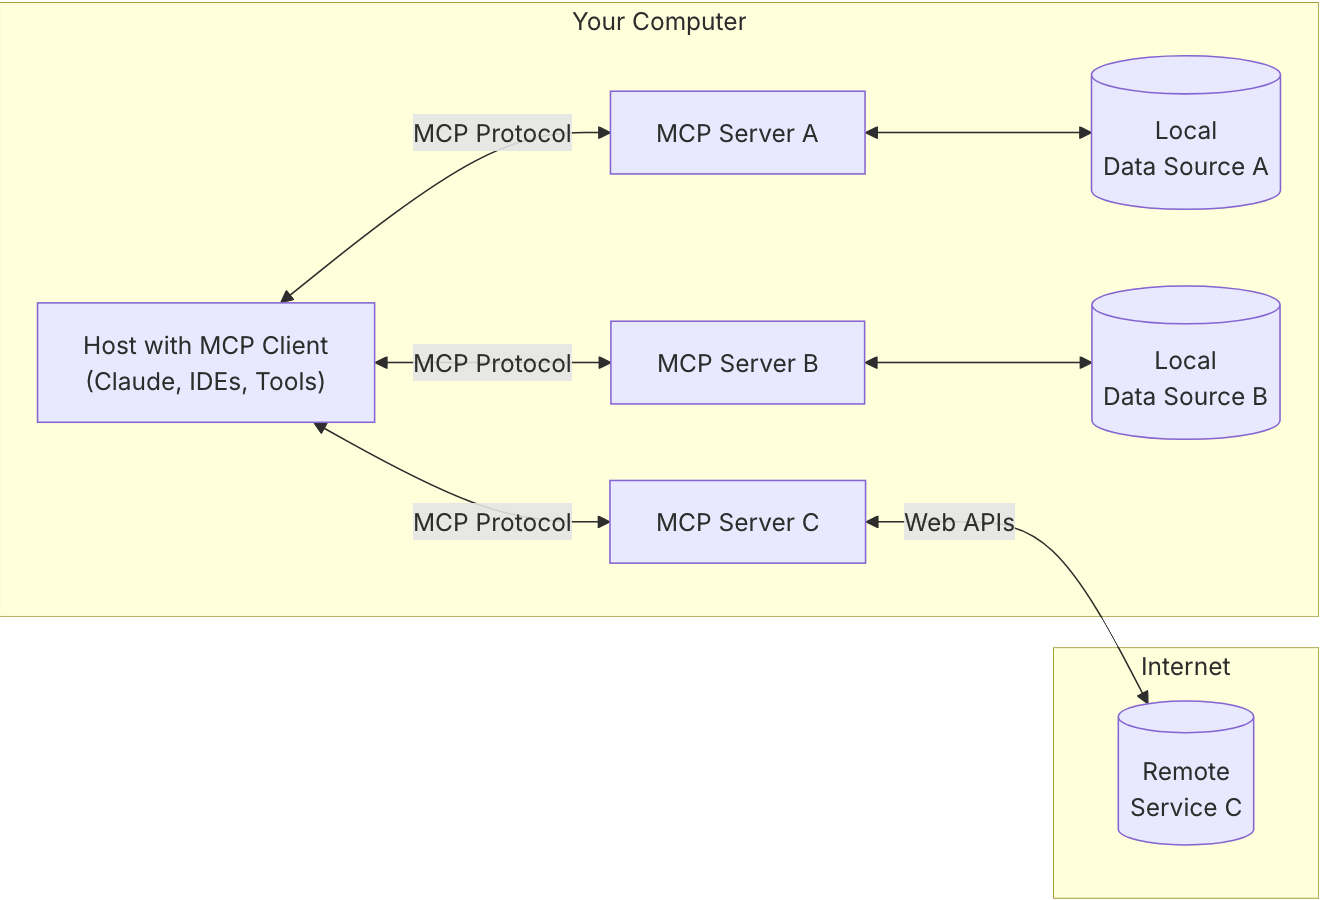 Your Computer
MCP Protocol
MCP Server A
Local
Data Source A
Host with MCP Client
(Claude, IDEs, Tools)
MCP Protocol
MCP Server B
Local
Data Source B
MCP Protocol
MCP Server C
Web APIs
Internet
Remote
Service C